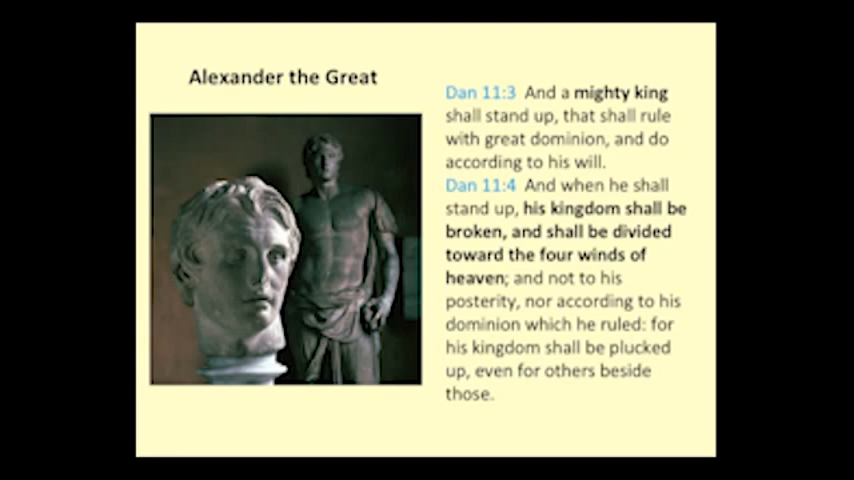 Alexander the Great
Dan 11:3 And a mighty king
shall stand up, that shall rule
with great dominion, and do
according to his will.
Dan 11:4 And when he shall
stand up, his kingdom shall be
broken, and shall be divided
toward the four winds of
heaven; and not to his
posterity, nor according to his
dominion which he ruled: for
his kingdom shall be plucked
up, even for others beside
those.